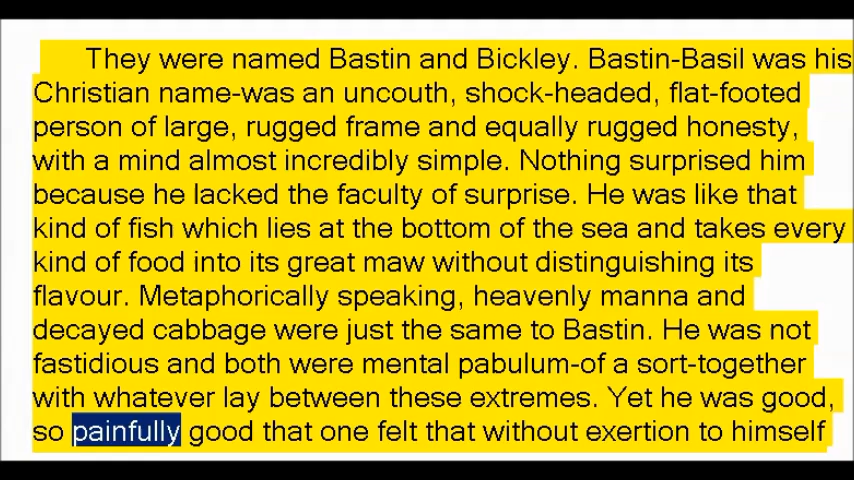 They were named Bastin and Bickley. Bastin-Basil was his
Christian name-was an uncouth, shock-headed, flat-footed
person of large, rugged frame and equally rugged honesty,
with a mind almost incredibly simple. Nothing surprised him
because he lacked the faculty of surprise. He was like that
kind of fish which lies at the bottom of the sea and takes every
kind of food into its great maw without distinguishing its
flavour. Metaphorically speaking, heavenly manna and
decayed cabbage were just the same to Bastin. He was not
fastidious and both were mental pabulum-of a sort-together
with whatever lay between these extremes. Yet he was good,
so painfully good that one felt that without exertion to himself